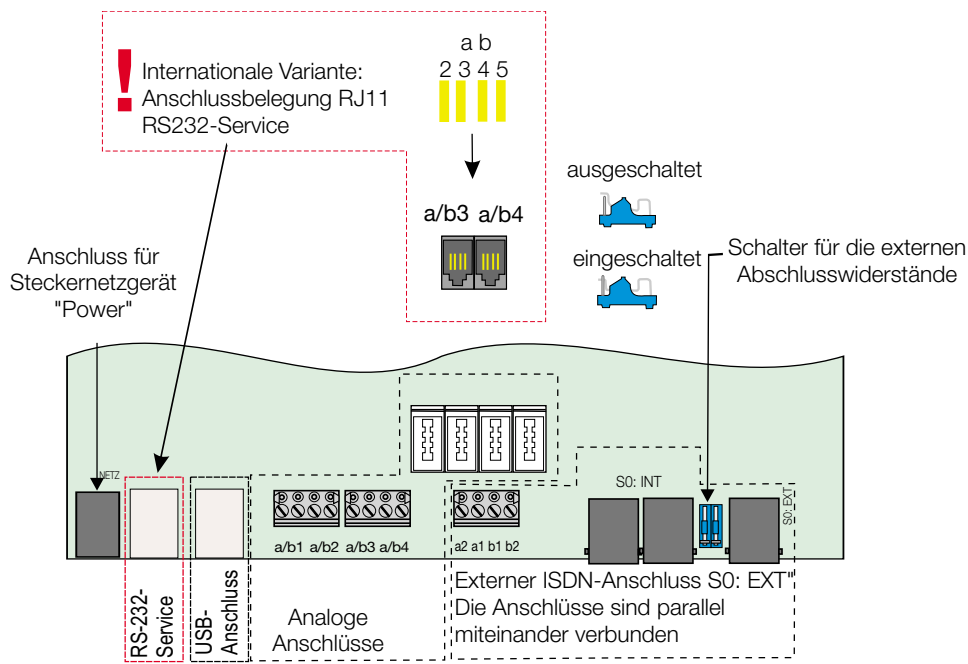 a b
2 3 4 5
Internationale Variante:
Anschlussbelegung RJ11
RS232-Service
!
ausgeschaltet
a/b3 a/b4
eingeschaltet
Schalter für die externen
Abschlusswiderstände
Anschluss für
Steckernetzgerät
"Power"
NETZ
S0: INT
S0: EXT
a/b1 a/b2 a/b3 a/b4
a2 a1 b1 b2
RS-232-
Service
USB-
Anschluss
Analoge
Anschlüsse
Externer ISDN-Anschluss S0: EXT"
Die Anschlüsse sind parallel
miteinander verbunden